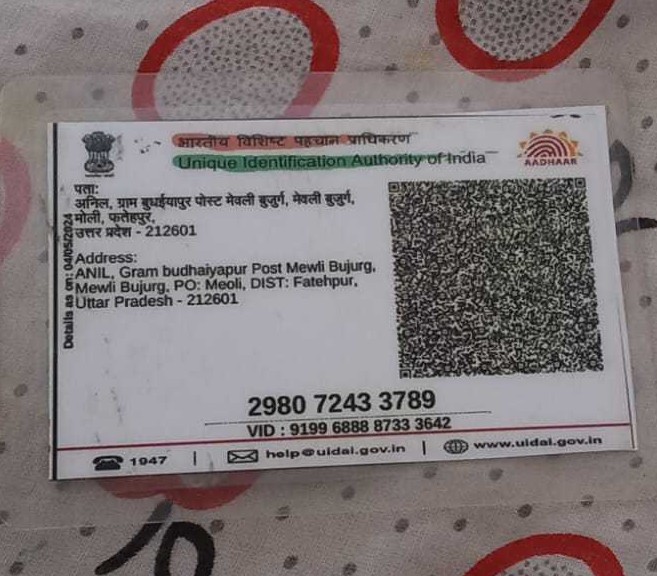 भारतीय विशिष्ट पहचान प्राधिकरण
Unique Identification Authority of India
AADHAAR
पता:
अनिल, ग्राम बुधईयापुर पोस्ट मेवली बुजुर्ग, मेवली बुजुर्ग,
मोली, फतेहपुर,
उत्तर प्रदेश - 212601
Address:
ANIL, Gram budhaiyapur Post Mewli Bujurg,
Mewli Bujurg, PO: Meoli, DIST: Fatehpur,
Uttar Pradesh - 212601
Details as on: 04/05/2024
2980 7243 3789
VID : 9199 6888 8733 3642
1947 | help@uidai.gov.in | www.uidai.gov.in